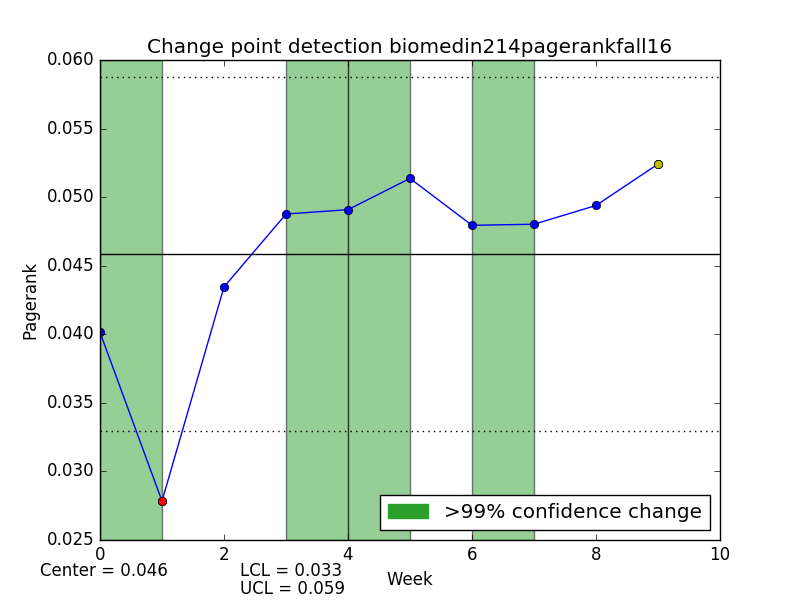 Change point detection biomedin214pagerankfall16
0.060
0.055
0.050
0.045
0.040
0.035
0.030
0.025
Pagerank
>99% confidence change
0 2 4 6 8 10
Center = 0.046 LCL = 0.033
UCL = 0.059
Week